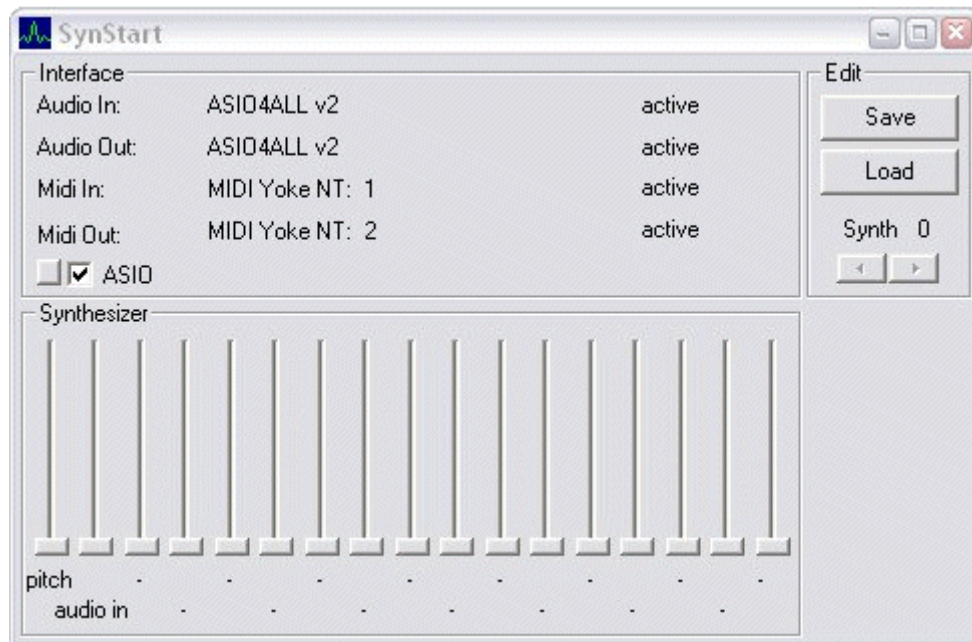 SynStart
Interface
Audio In: ASIO4ALL v2 active
Audio Out: ASIO4ALL v2 active
Midi In: MIDI Yoke NT: 1 active
Midi Out: MIDI Yoke NT: 2 active
ASIO
Edit
Save
Load
Synth 0
Synthesizer
pitch - - - - - - - -
audio in - - - - - - -